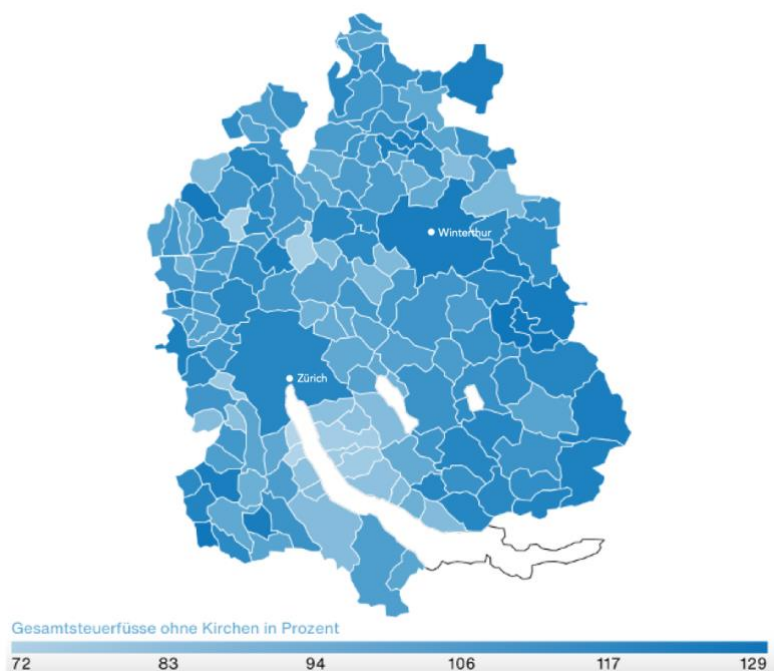 Winterthur
Zürich
Gesamtsteuerfüsse ohne Kirchen in Prozent
72 83 94 106 117 129